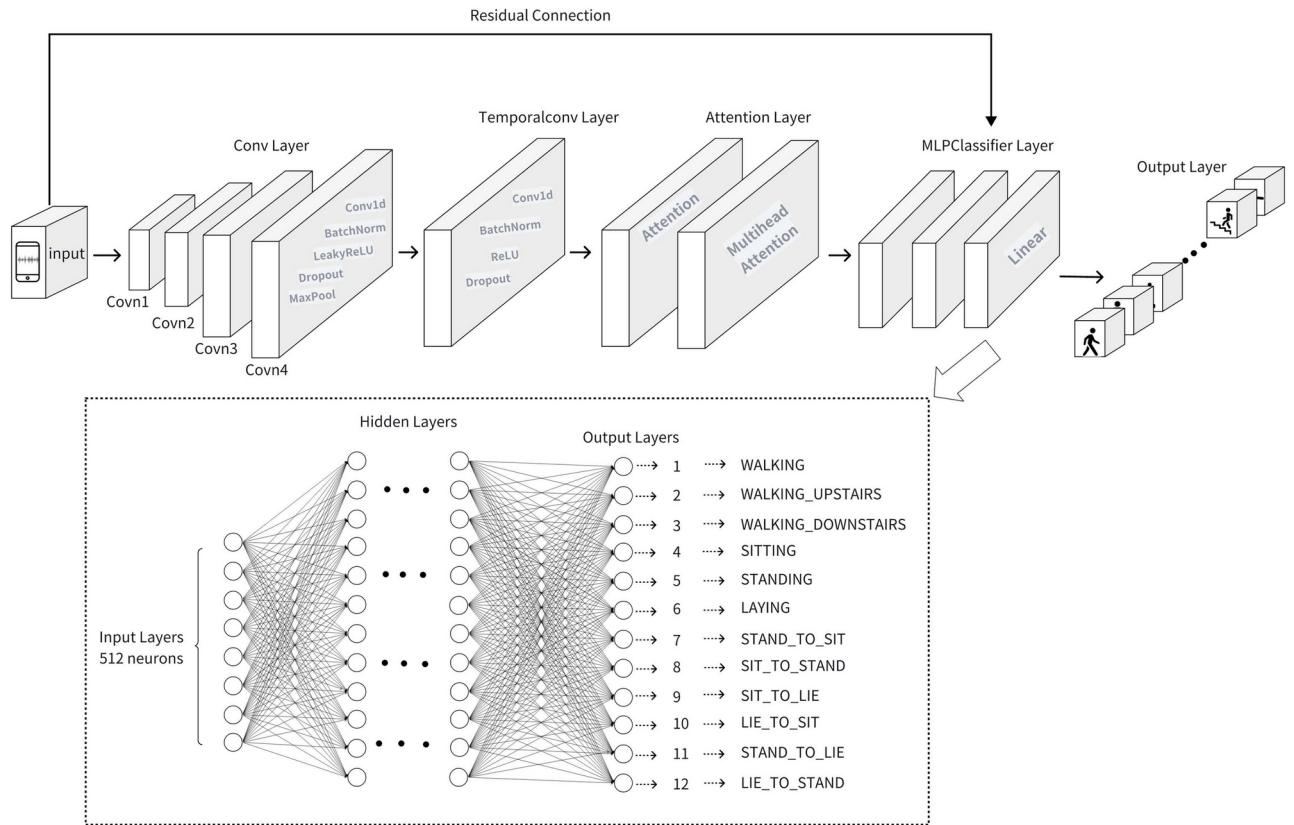 Residual Connection
Temporalconv Layer
Attention Layer
Conv Layer
MLPClassifier Layer
Output Layer
input
Covn1
Covn2
Covn3
Covn4
Conv1d
BatchNorm
LeakyReLU
Dropout
MaxPool
Conv1d
BatchNorm
ReLU
Dropout
Attention
Multihead
Attention
Linear
Hidden Layers
Output Layers
Input Layers
512 neurons
1 WALKING
2 WALKING_UPSTAIRS
3 WALKING_DOWNSTAIRS
4 SITTING
5 STANDING
6 LAYING
7 STAND_TO_SIT
8 SIT_TO_STAND
9 SIT_TO_LIE
10 LIE_TO_SIT
11 STAND_TO_LIE
12 LIE_TO_STAND